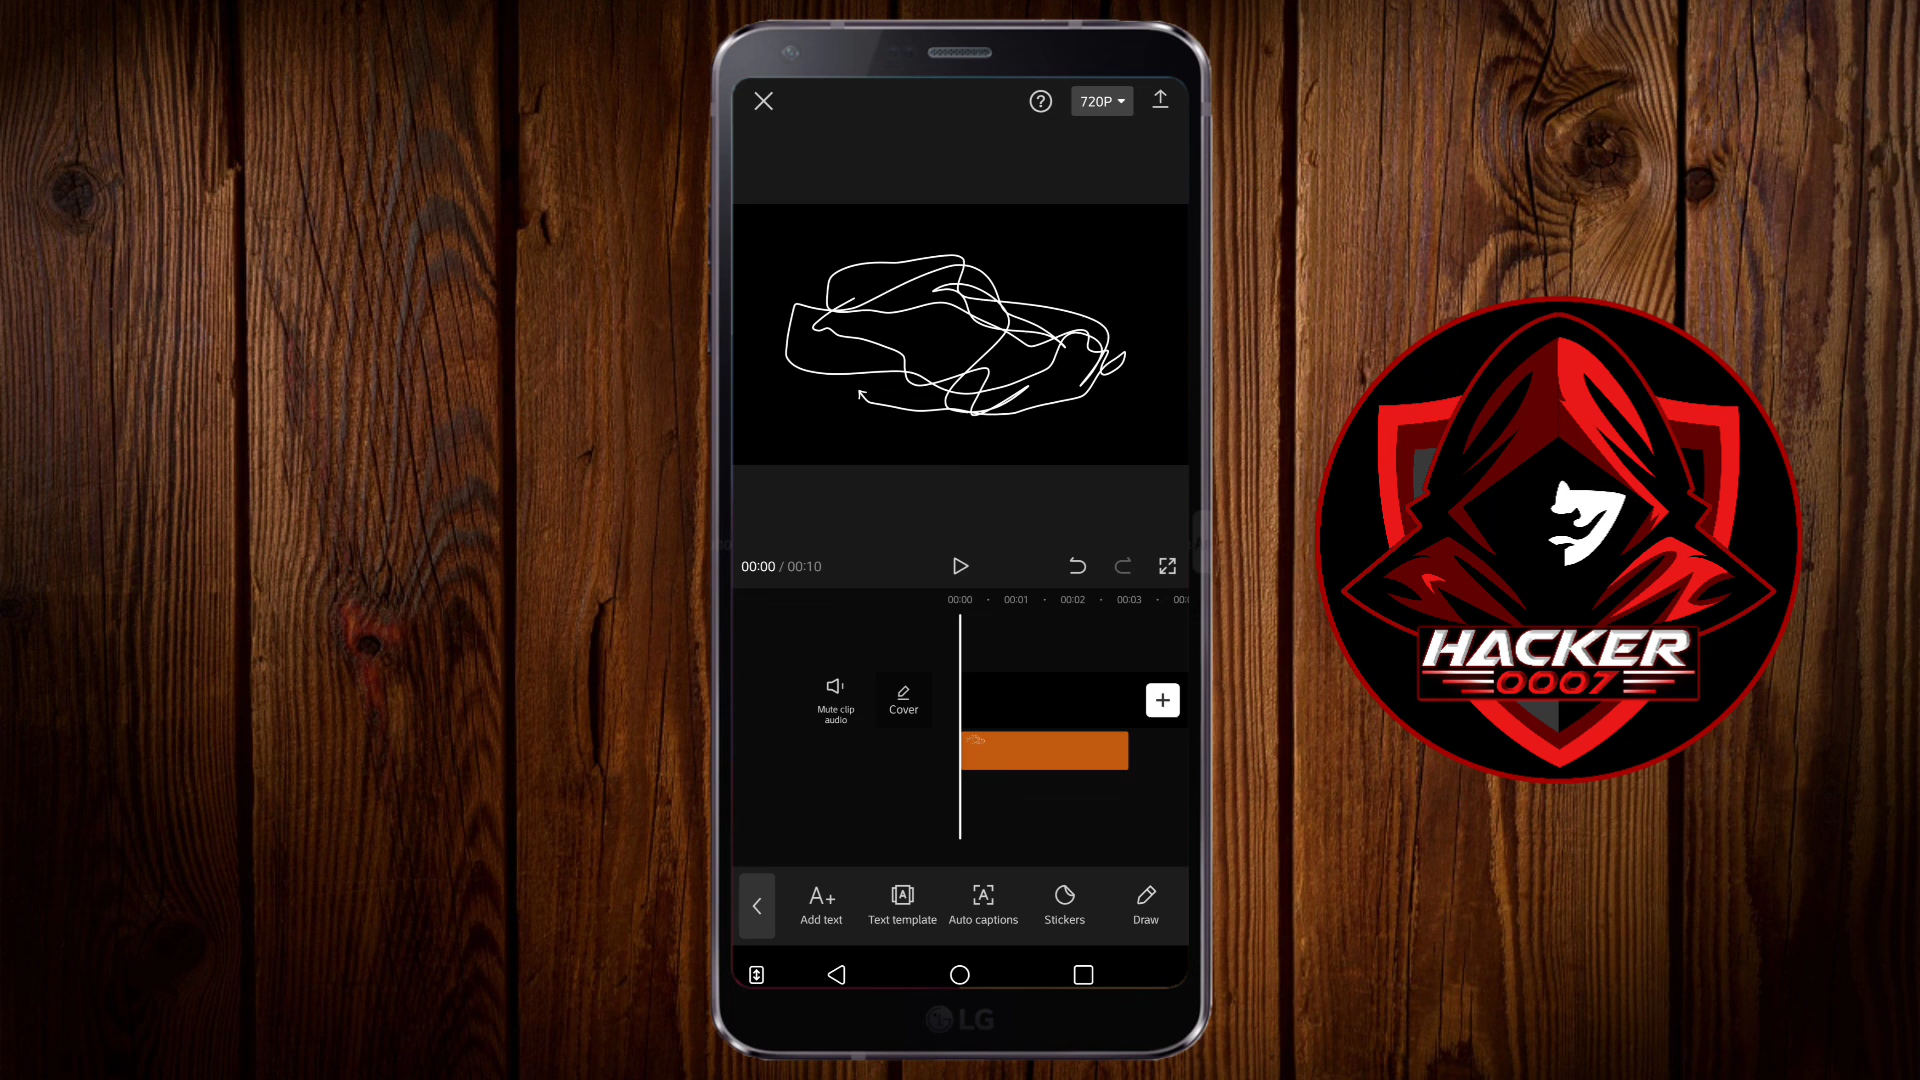 720P
00:00 / 00:10
00:00 00:01 00:02 00:03
Mute clip
audio
Cover
A+
Add text
Text template
Auto captions
Stickers
Draw
LG
HACKER
0007